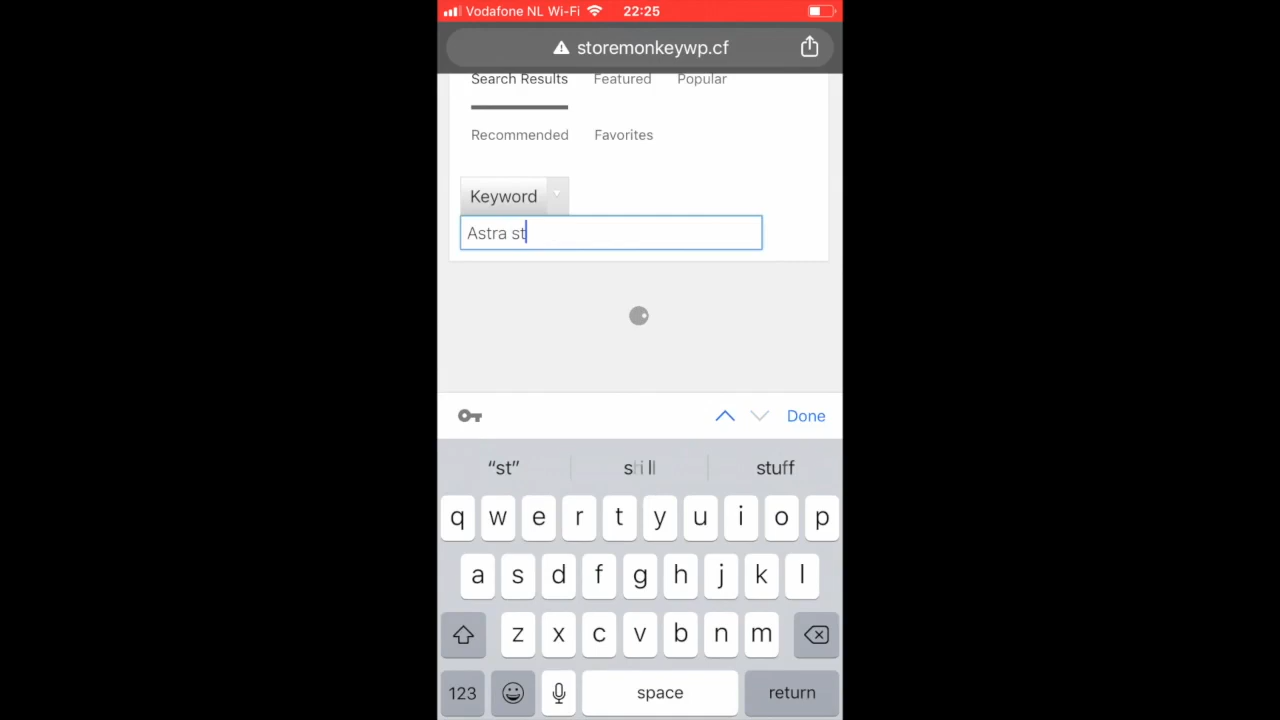 Vodafone NL Wi-Fi 22:25
storemonkeywp.cf
Search Results Featured Popular
Recommended Favorites
Keyword
Astra st
Done
“st” stuff
q w e r t y u i o p
a s d f g h j k l
z x c v b n m
123 space return